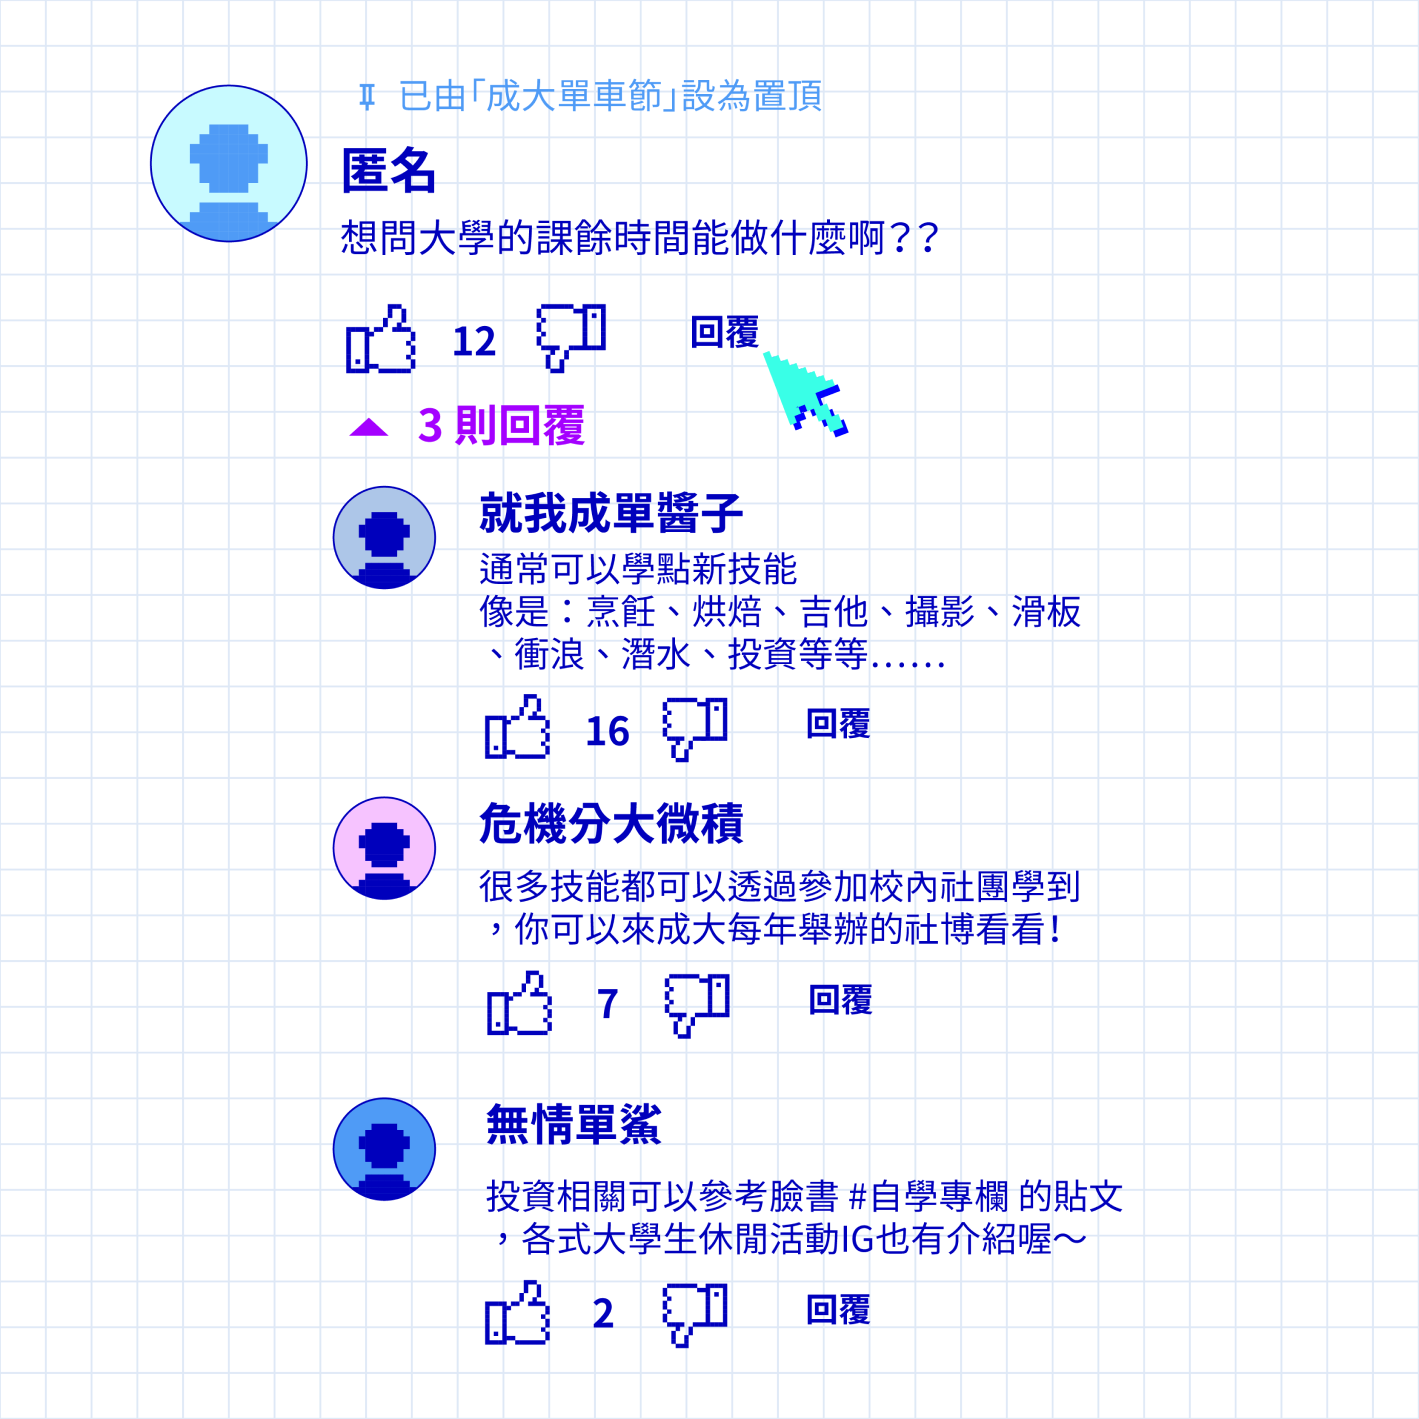 已由「成大單車節」設為置頂
匿名
想問大學的課餘時間能做什麼啊??
12
回覆
3 則回覆
就我成單醬子
通常可以學點新技能
像是：烹飪、烘焙、吉他、攝影、滑板
、衝浪、潛水、投資等等......
16
回覆
危機分大微積
很多技能都可以透過參加校內社團學到
，你可以來成大每年舉辦的社博看看!
7
回覆
無情單鯊
投資相關可以參考臉書 #自學專欄 的貼文
，各式大學生休閒活動IG也有介紹喔～
2
回覆